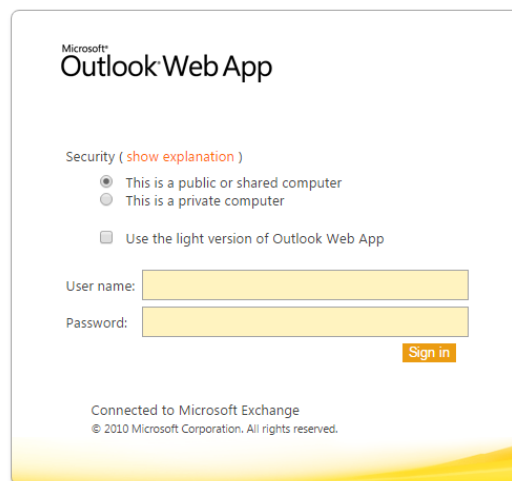 Microsoft®
Outlook Web App
Security ( show explanation )
This is a public or shared computer
This is a private computer
Use the light version of Outlook Web App
User name:
Password:
Sign in
Connected to Microsoft Exchange
© 2010 Microsoft Corporation. All rights reserved.